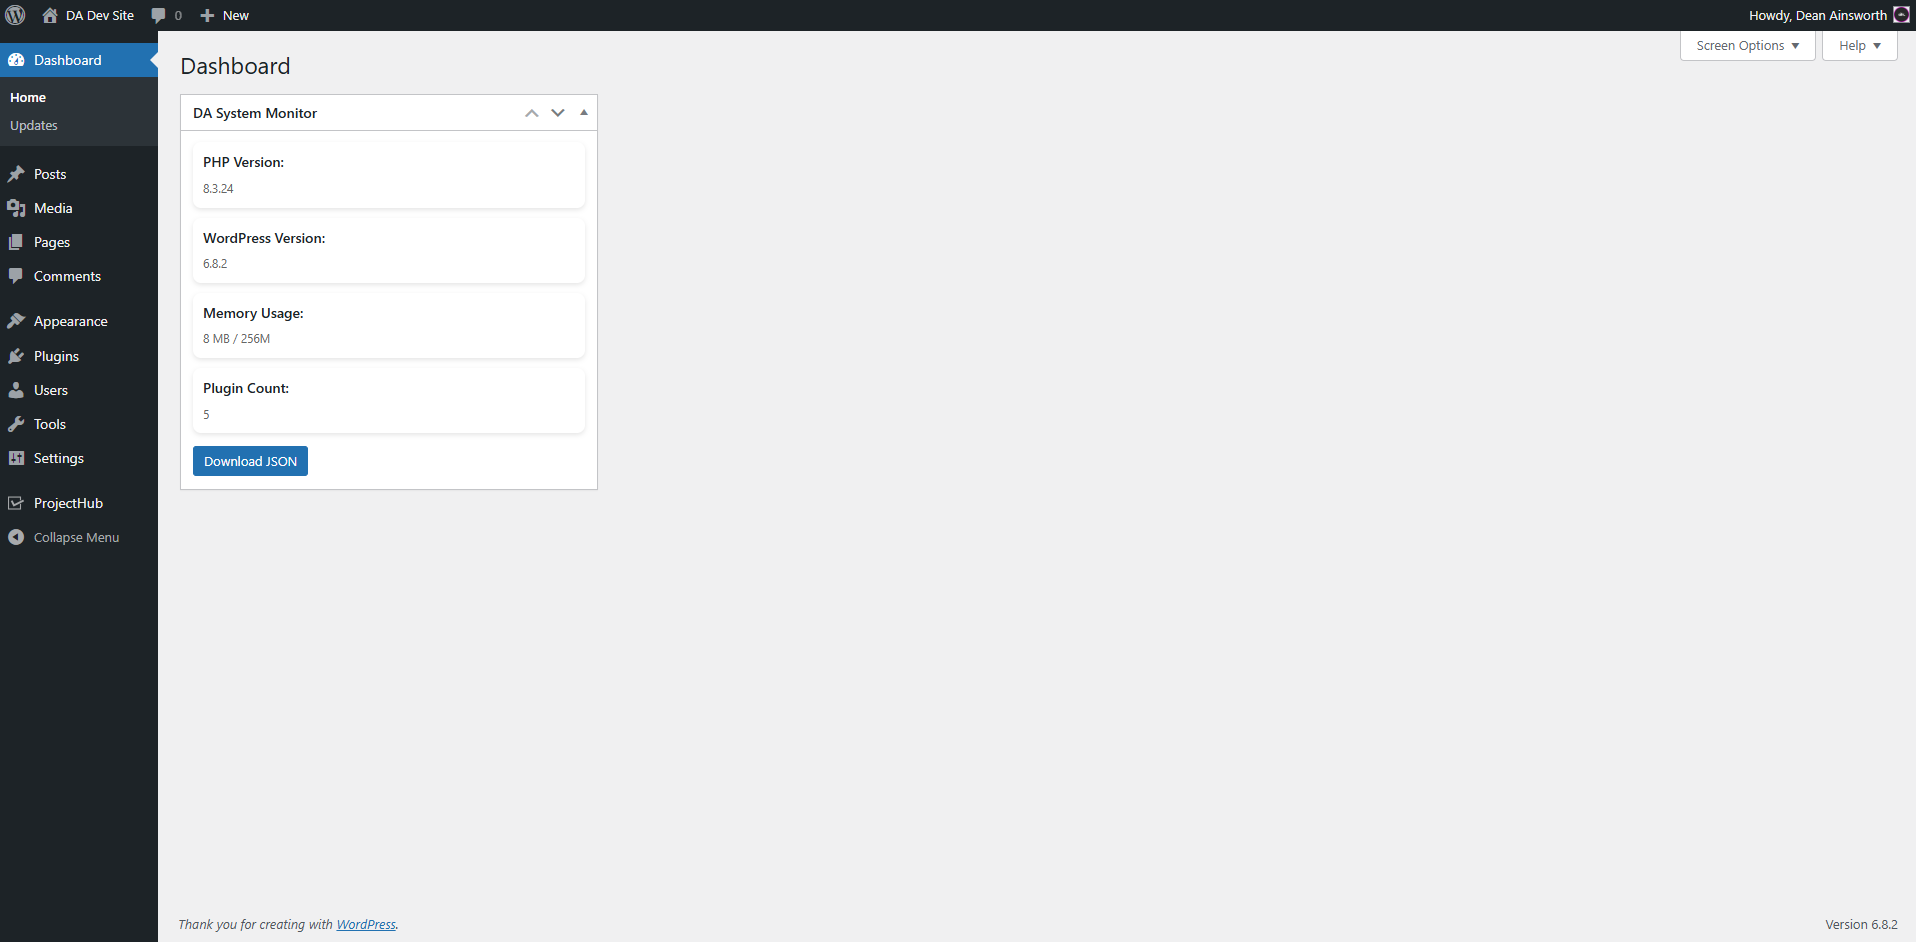 DA Dev Site 0 New Howdy, Dean Ainsworth
Dashboard
Home
Updates
Posts
Media
Pages
Comments
Appearance
Plugins
Users
Tools
Settings
ProjectHub
Collapse Menu
Screen Options Help
Dashboard
DA System Monitor
PHP Version:
8.3.24
WordPress Version:
6.8.2
Memory Usage:
8 MB / 256M
Plugin Count:
5
Download JSON
Thank you for creating with WordPress.
Version 6.8.2